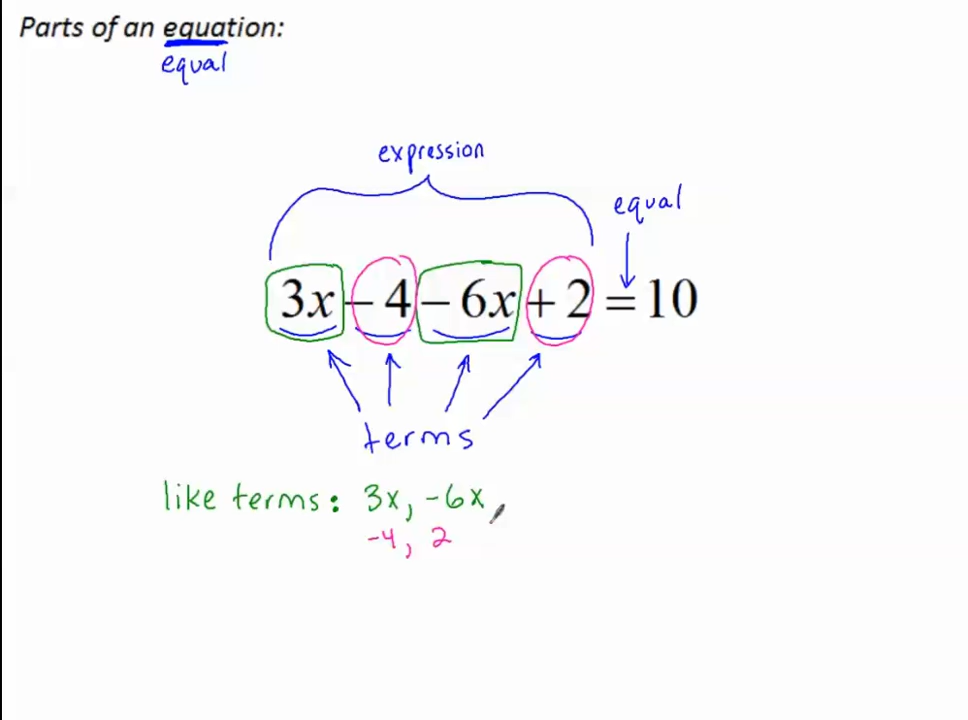 Parts of an equation:
equal
expression
equal
3x – 4 – 6x + 2 = 10
terms
like terms: 3x, -6x,
-4, 2